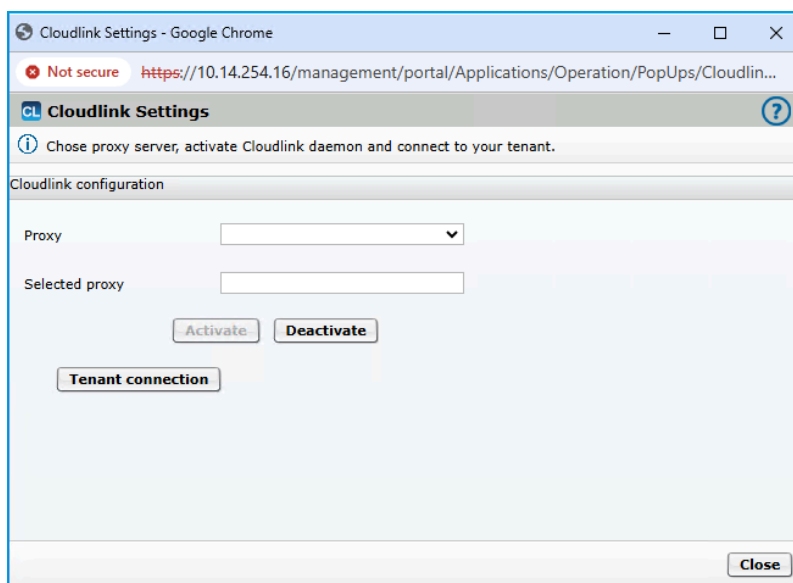 Cloudlink Settings - Google Chrome
Not secure https://10.14.254.16/management/portal/Applications/Operation/PopUps/Cloudlin...
CL Cloudlink Settings ?
i Chose proxy server, activate Cloudlink daemon and connect to your tenant.
Cloudlink configuration
Proxy
Selected proxy
Activate Deactivate
Tenant connection
Close